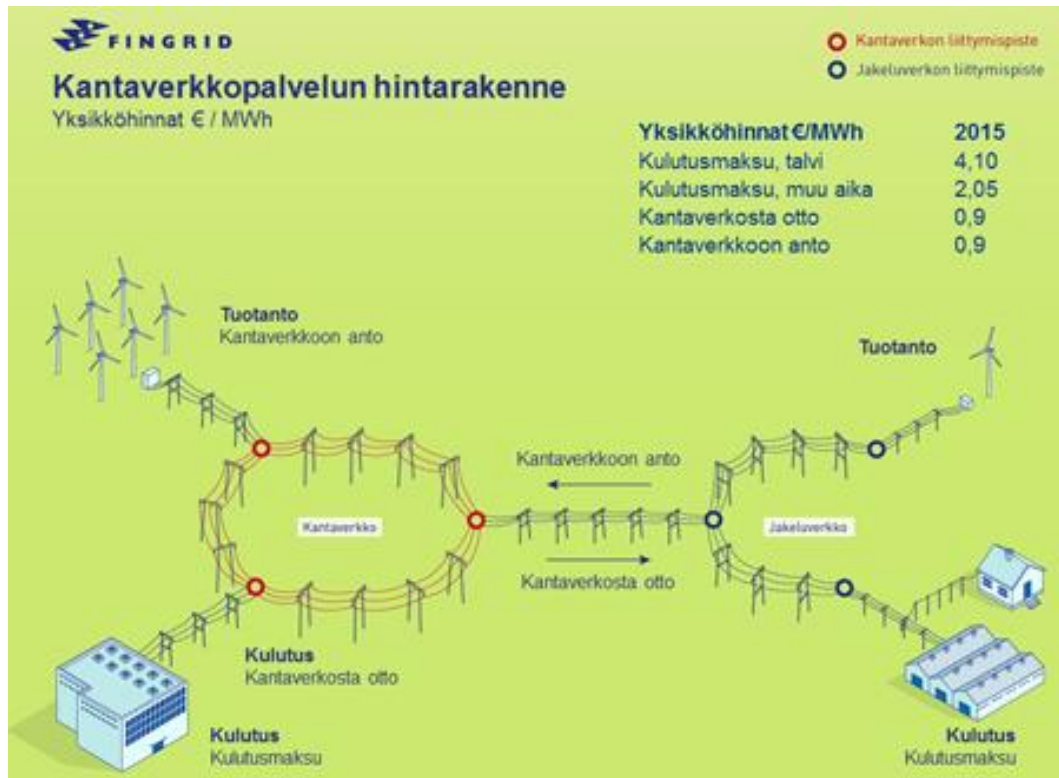 FINGRID
Kantaverkkopalvelun hintarakenne
Yksikköhinnat € / MWh
Kantaverkon liittymispiste
Jakeluverkon liittymispiste
Yksikköhinnat €/MWh 2015
Kulutusmaksu, talvi 4,10
Kulutusmaksu, muu aika 2,05
Kantaverkosta otto 0,9
Kantaverkkoon anto 0,9
Tuotanto
Kantaverkkoon anto
Tuotanto
Kantaverkkoon anto
Kantaverkko
Jakeluverkko
Kantaverkosta otto
Kulutus
Kantaverkosta otto
Kulutus
Kulutusmaksu
Kulutus
Kulutusmaksu